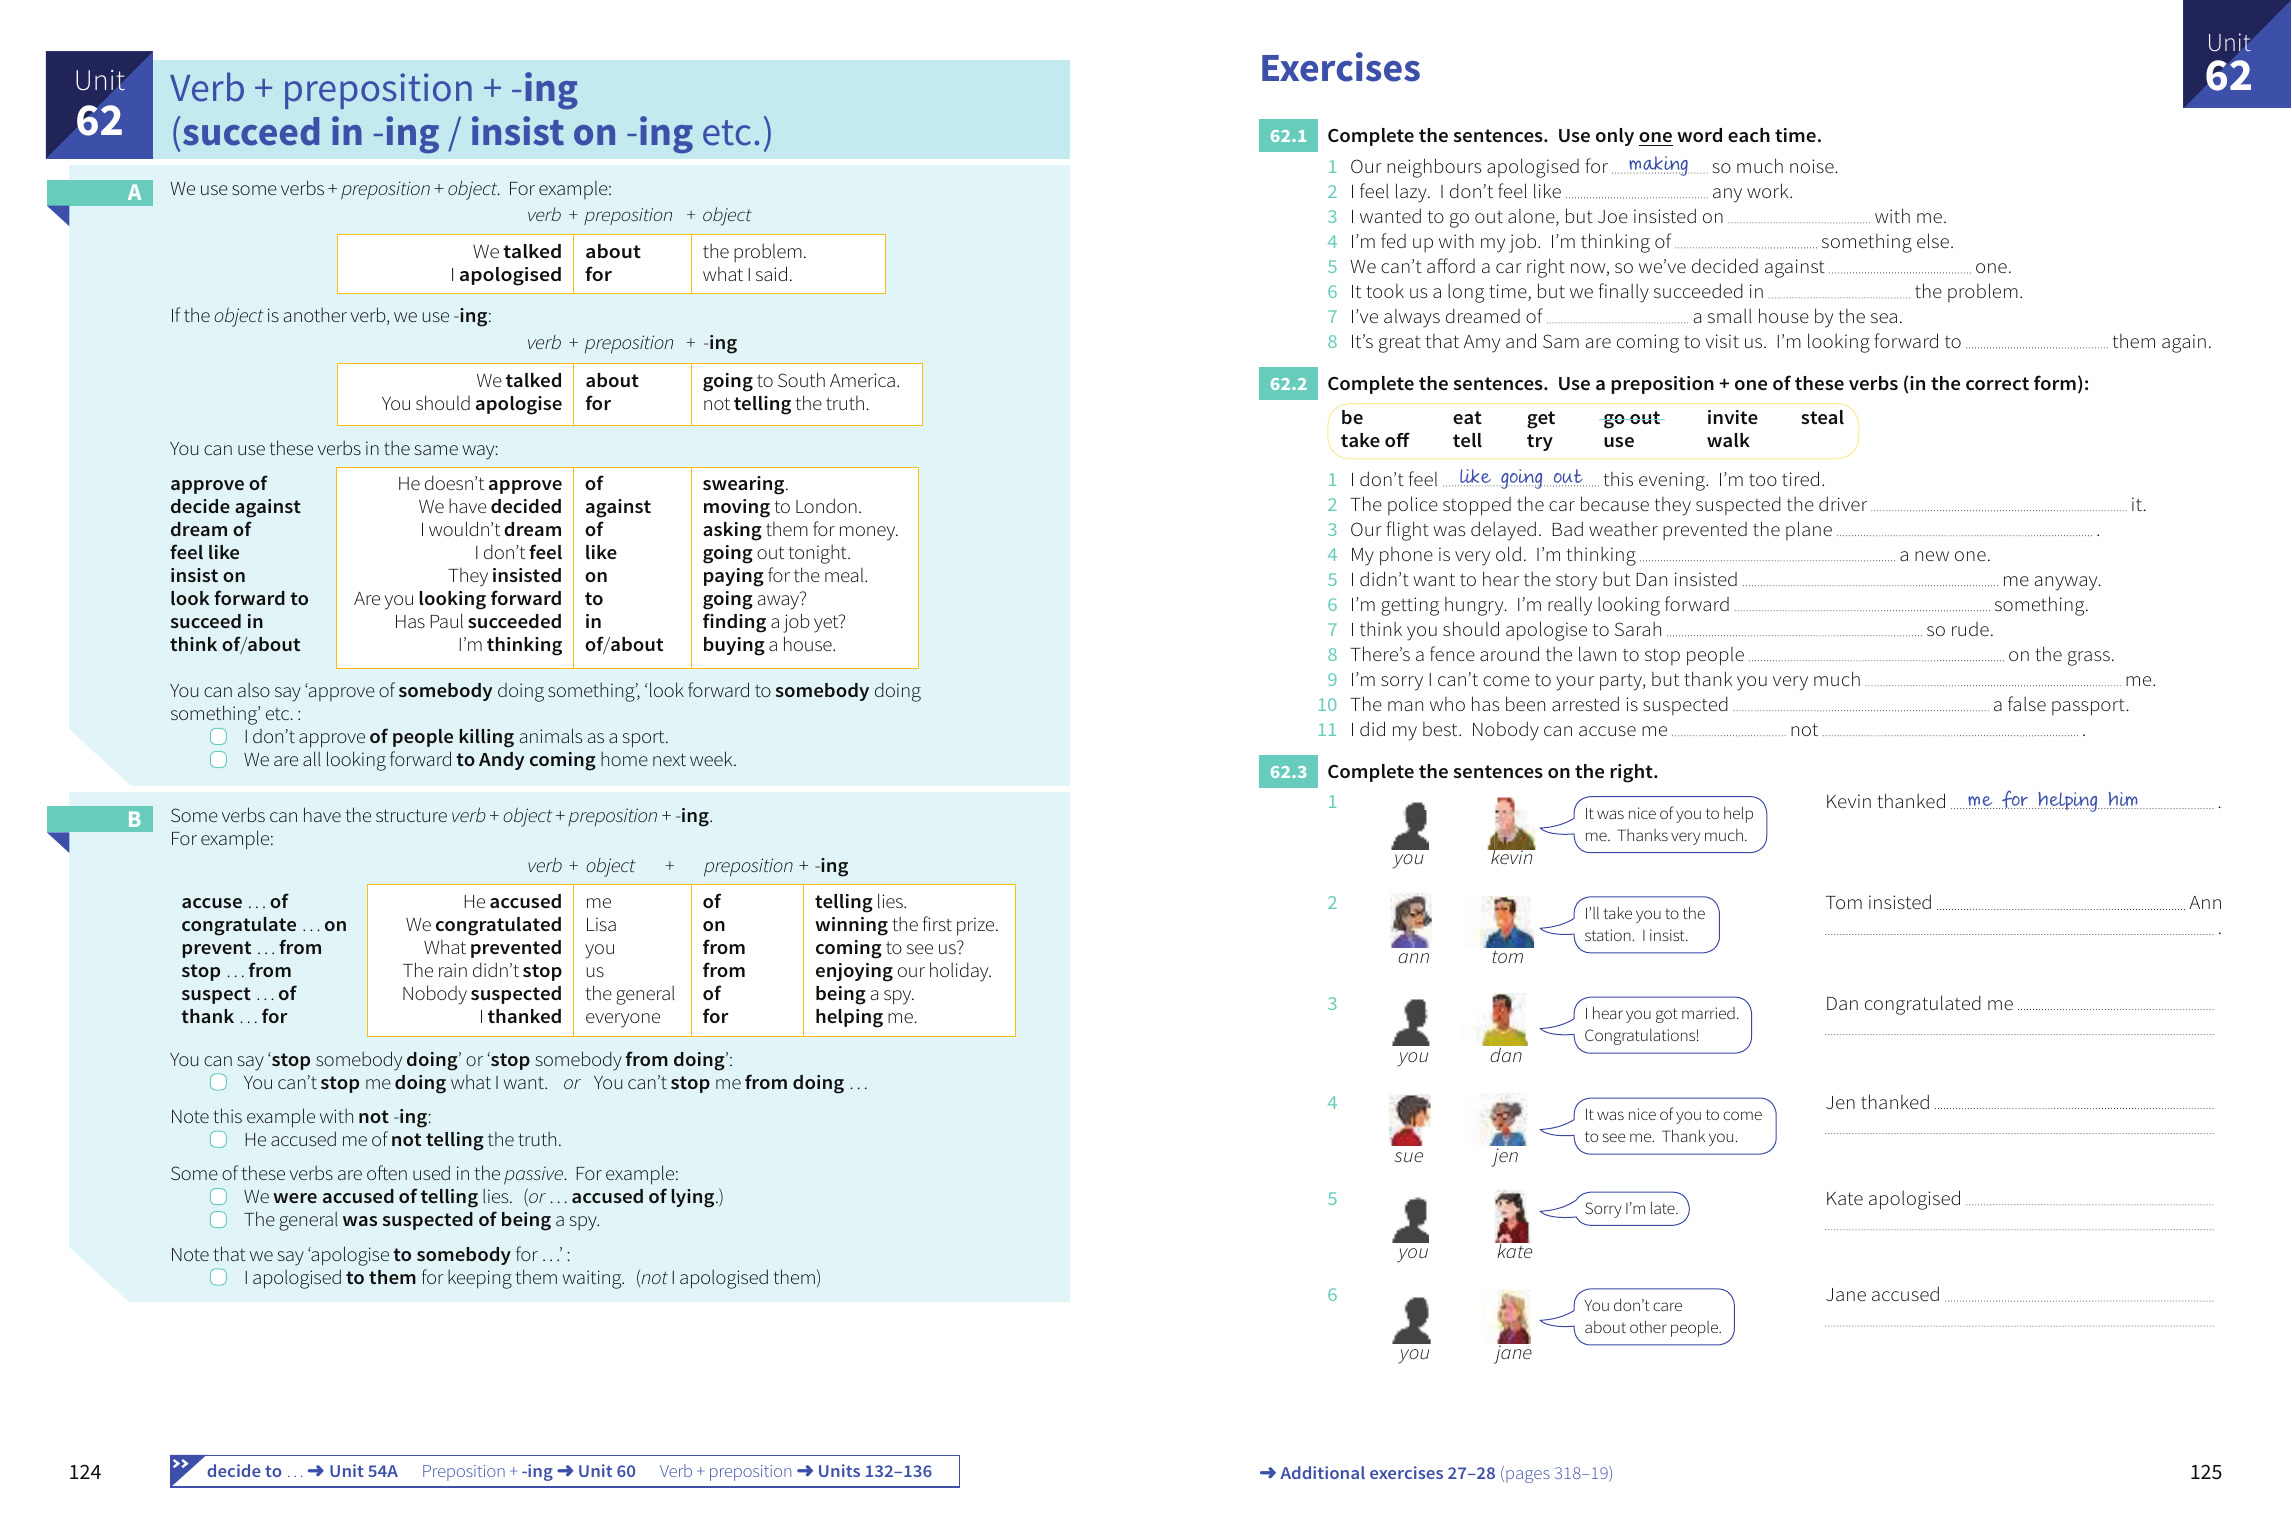 Unit
62
Verb + preposition + -ing
(succeed in -ing / insist on -ing etc.)
A
We use some verbs + preposition + object. For example:
verb + preposition + object
We talked about the problem.
I apologised for what I said.
If the object is another verb, we use -ing:
verb + preposition + -ing
We talked about going to South America.
You should apologise for not telling the truth.
You can use these verbs in the same way:
approve of He doesn't approve of swearing.
decide against We have decided against moving to London.
dream of I wouldn't dream of asking them for money.
feel like I don't feel like going out tonight.
insist on They insisted on paying for the meal.
look forward to Are you looking forward to going away?
succeed in Has Paul succeeded in finding a job yet?
think of/about I'm thinking of/about buying a house.
You can also say ‘approve of somebody doing something’, ‘look forward to somebody doing
something’ etc. :
I don't approve of people killing animals as a sport.
We are all looking forward to Andy coming home next week.
B
Some verbs can have the structure verb + object + preposition + -ing.
For example:
verb + object + preposition + -ing
accuse … of He accused me of telling lies.
congratulate … on We congratulated Lisa on winning the first prize.
prevent … from What prevented you from coming to see us?
stop … from The rain didn't stop us from enjoying our holiday.
suspect … of Nobody suspected the general of being a spy.
thank … for I thanked everyone for helping me.
You can say ‘stop somebody doing’ or ‘stop somebody from doing’:
You can't stop me doing what I want. or You can't stop me from doing …
Note this example with not -ing:
He accused me of not telling the truth.
Some of these verbs are often used in the passive. For example:
We were accused of telling lies. (or … accused of lying.)
The general was suspected of being a spy.
Note that we say ‘apologise to somebody for …’ :
I apologised to them for keeping them waiting. (not I apologised them)
124
decide to … ➜ Unit 54A Preposition + -ing ➜ Unit 60 Verb + preposition ➜ Units 132–136
Exercises
Unit
62
62.1 Complete the sentences. Use only one word each time.
1 Our neighbours apologised for making so much noise.
2 I feel lazy. I don't feel like any work.
3 I wanted to go out alone, but Joe insisted on with me.
4 I'm fed up with my job. I'm thinking of something else.
5 We can't afford a car right now, so we've decided against one.
6 It took us a long time, but we finally succeeded in the problem.
7 I've always dreamed of a small house by the sea.
8 It's great that Amy and Sam are coming to visit us. I'm looking forward to them again.
62.2 Complete the sentences. Use a preposition + one of these verbs (in the correct form):
be eat get go out invite steal
take off tell try use walk
1 I don't feel like going out this evening. I'm too tired.
2 The police stopped the car because they suspected the driver it.
3 Our flight was delayed. Bad weather prevented the plane .
4 My phone is very old. I'm thinking a new one.
5 I didn't want to hear the story but Dan insisted me anyway.
6 I'm getting hungry. I'm really looking forward something.
7 I think you should apologise to Sarah so rude.
8 There's a fence around the lawn to stop people on the grass.
9 I'm sorry I can't come to your party, but thank you very much me.
10 The man who has been arrested is suspected a false passport.
11 I did my best. Nobody can accuse me not .
62.3 Complete the sentences on the right.
1
It was nice of you to help
me. Thanks very much.
you kevin
Kevin thanked me for helping him .
2
I'll take you to the
station. I insist.
ann tom
Tom insisted Ann
.
3
I hear you got married.
Congratulations!
you dan
Dan congratulated me
4
It was nice of you to come
to see me. Thank you.
sue jen
Jen thanked
5
Sorry I'm late.
you kate
Kate apologised
6
You don't care
about other people.
you jane
Jane accused
➜ Additional exercises 27–28 (pages 318–19)
125